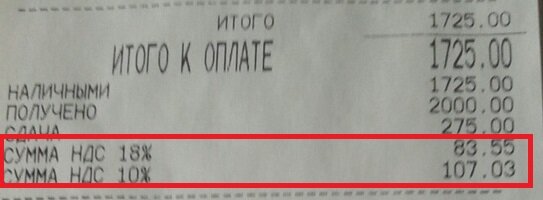 ИТОГО 1725.00
ИТОГО К ОПЛАТЕ 1725.00
НАЛИЧНЫМИ 1725.00
ПОЛУЧЕНО 2000.00
СДАЧА 275.00
СУММА НДС 18% 83.55
СУММА НДС 10% 107.03